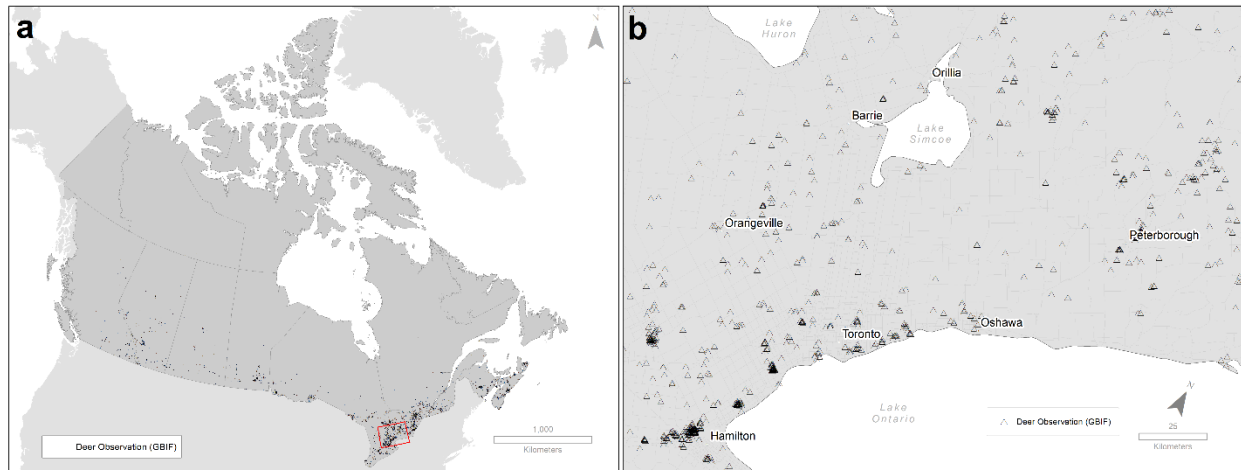 a
N
Deer Observation (GBIF)
1,000
Kilometers
b
Lake
Huron
Orillia
Barrie
Lake
Simcoe
Orangeville
Peterborough
Toronto
Oshawa
Lake
Ontario
Hamilton
N
Deer Observation (GBIF)
25
Kilometers